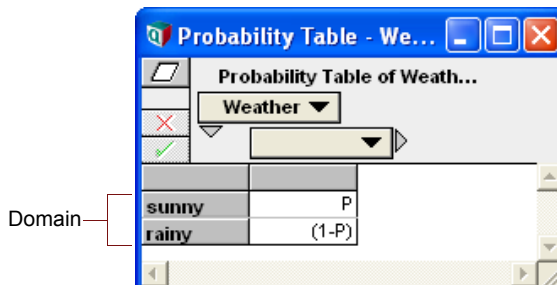 Probability Table - We...
Probability Table of Weath...
Weather
Domain
sunny P
rainy (1-P)